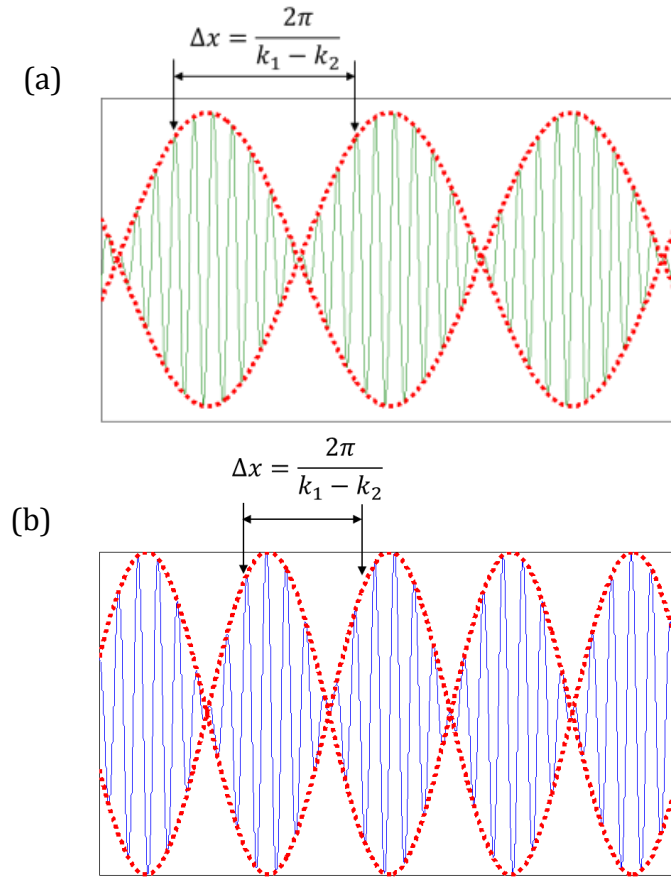 Δx = 2π / (k₁ − k₂)
(a)
Δx = 2π / (k₁ − k₂)
(b)